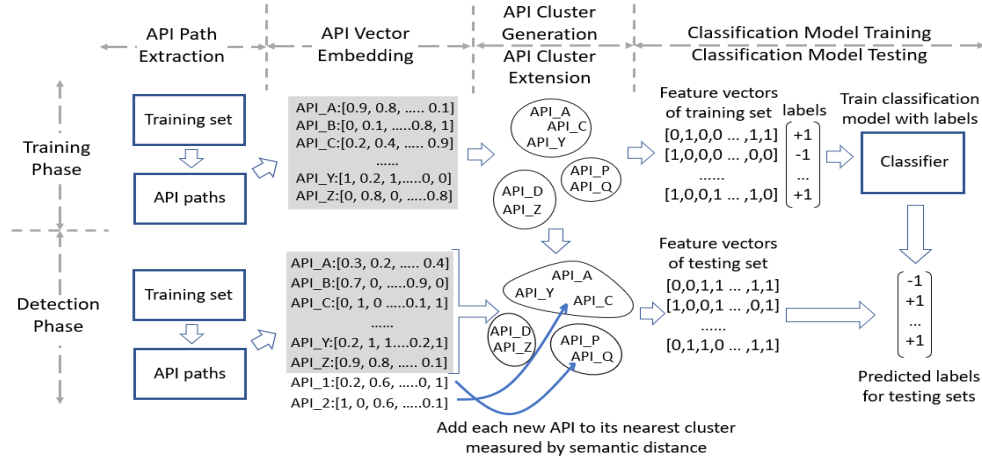 API Path
Extraction
API Vector
Embedding
API Cluster
Generation
API Cluster
Extension
Classification Model Training
Classification Model Testing
Training
Phase
Training set
API paths
API_A:[0.9, 0.8, ..... 0.1]
API_B:[0, 0.1, .....0.8, 1]
API_C:[0.2, 0.4, ..... 0.9]
......
API_Y:[1, 0.2, 1,.....0, 0]
API_Z:[0, 0.8, 0, .....0.8]
API_A
API_C
API_Y
API_P
API_Q
API_D
API_Z
Feature vectors
of training set
[0,1,0,0 ... ,1,1]
[1,0,0,0 ... ,0,0]
......
[1,0,0,1 ... ,1,0]
labels
+1
-1
...
+1
Train classification
model with labels
Classifier
Detection
Phase
Training set
API paths
API_A:[0.3, 0.2, ..... 0.4]
API_B:[0.7, 0, .....0.9, 0]
API_C:[0, 1, 0 .....0.1, 1]
......
API_Y:[0.2, 1, 1....0.2,1]
API_Z:[0.9, 0.8, ..... 0.1]
API_1:[0.2, 0.6, .....0, 1]
API_2:[1, 0, 0.6, .....0.1]
API_A
API_Y
API_C
API_D
API_Z
API_P
API_Q
Add each new API to its nearest cluster
measured by semantic distance
Feature vectors
of testing set
[0,0,1,1 ... ,1,1]
[1,0,0,1 ... ,0,1]
......
[0,1,1,0 ... ,1,1]
-1
+1
...
+1
Predicted labels
for testing sets